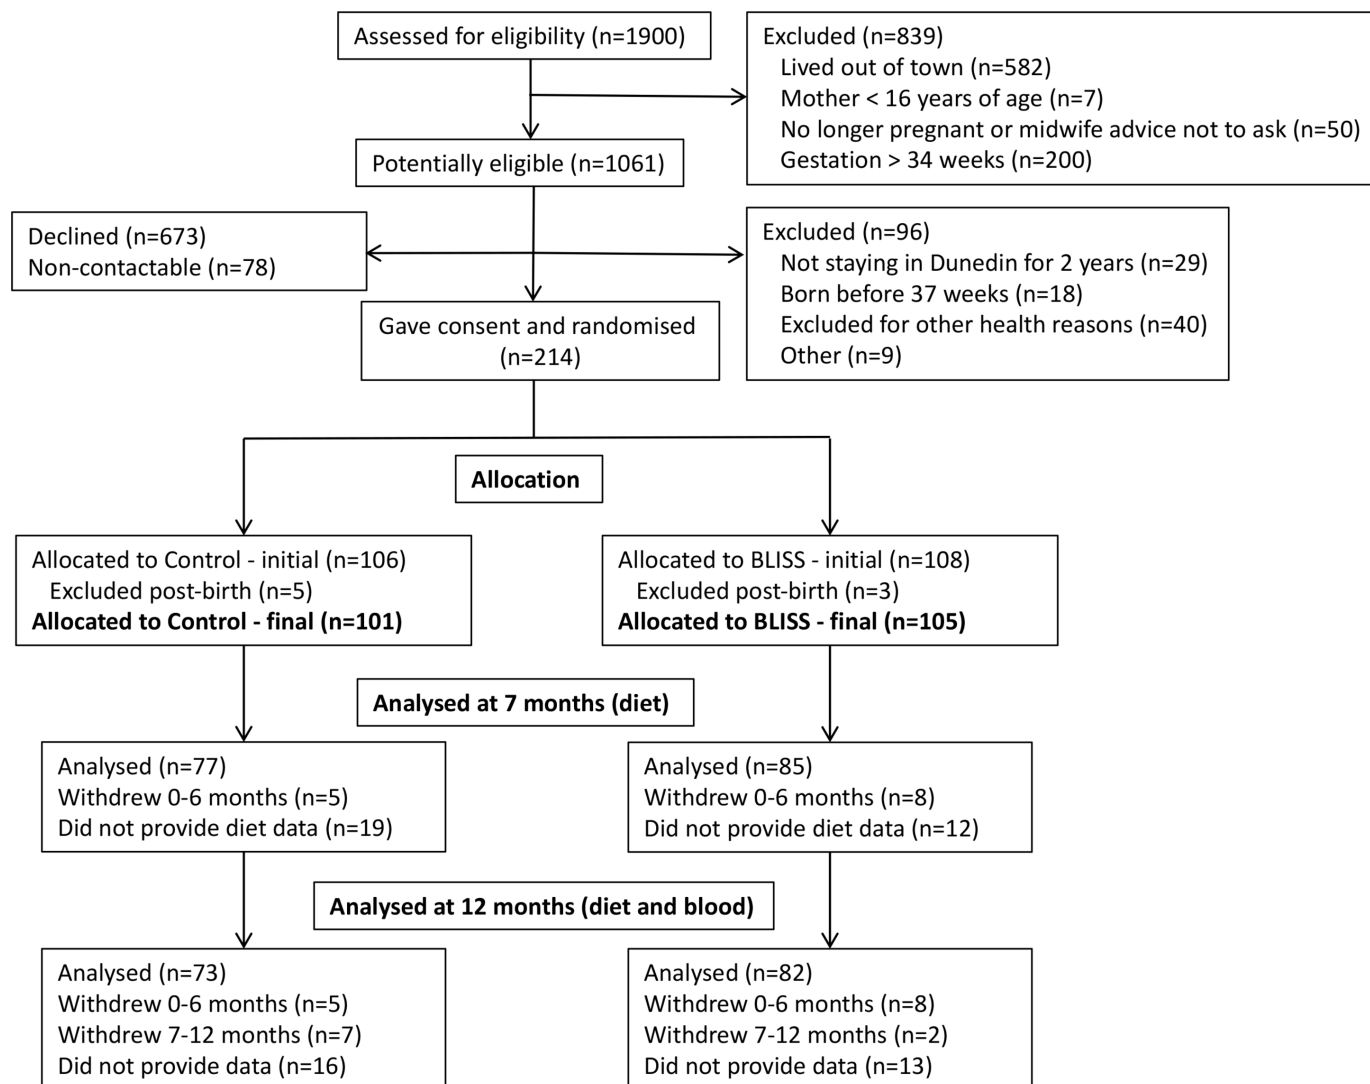 Assessed for eligibility (n=1900)
Excluded (n=839)
Lived out of town (n=582)
Mother < 16 years of age (n=7)
No longer pregnant or midwife advice not to ask (n=50)
Gestation > 34 weeks (n=200)
Potentially eligible (n=1061)
Declined (n=673)
Non-contactable (n=78)
Excluded (n=96)
Not staying in Dunedin for 2 years (n=29)
Born before 37 weeks (n=18)
Excluded for other health reasons (n=40)
Other (n=9)
Gave consent and randomised
(n=214)
Allocation
Allocated to Control - initial (n=106)
Excluded post-birth (n=5)
Allocated to Control - final (n=101)
Allocated to BLISS - initial (n=108)
Excluded post-birth (n=3)
Allocated to BLISS - final (n=105)
Analysed at 7 months (diet)
Analysed (n=77)
Withdrew 0-6 months (n=5)
Did not provide diet data (n=19)
Analysed (n=85)
Withdrew 0-6 months (n=8)
Did not provide diet data (n=12)
Analysed at 12 months (diet and blood)
Analysed (n=73)
Withdrew 0-6 months (n=5)
Withdrew 7-12 months (n=7)
Did not provide data (n=16)
Analysed (n=82)
Withdrew 0-6 months (n=8)
Withdrew 7-12 months (n=2)
Did not provide data (n=13)